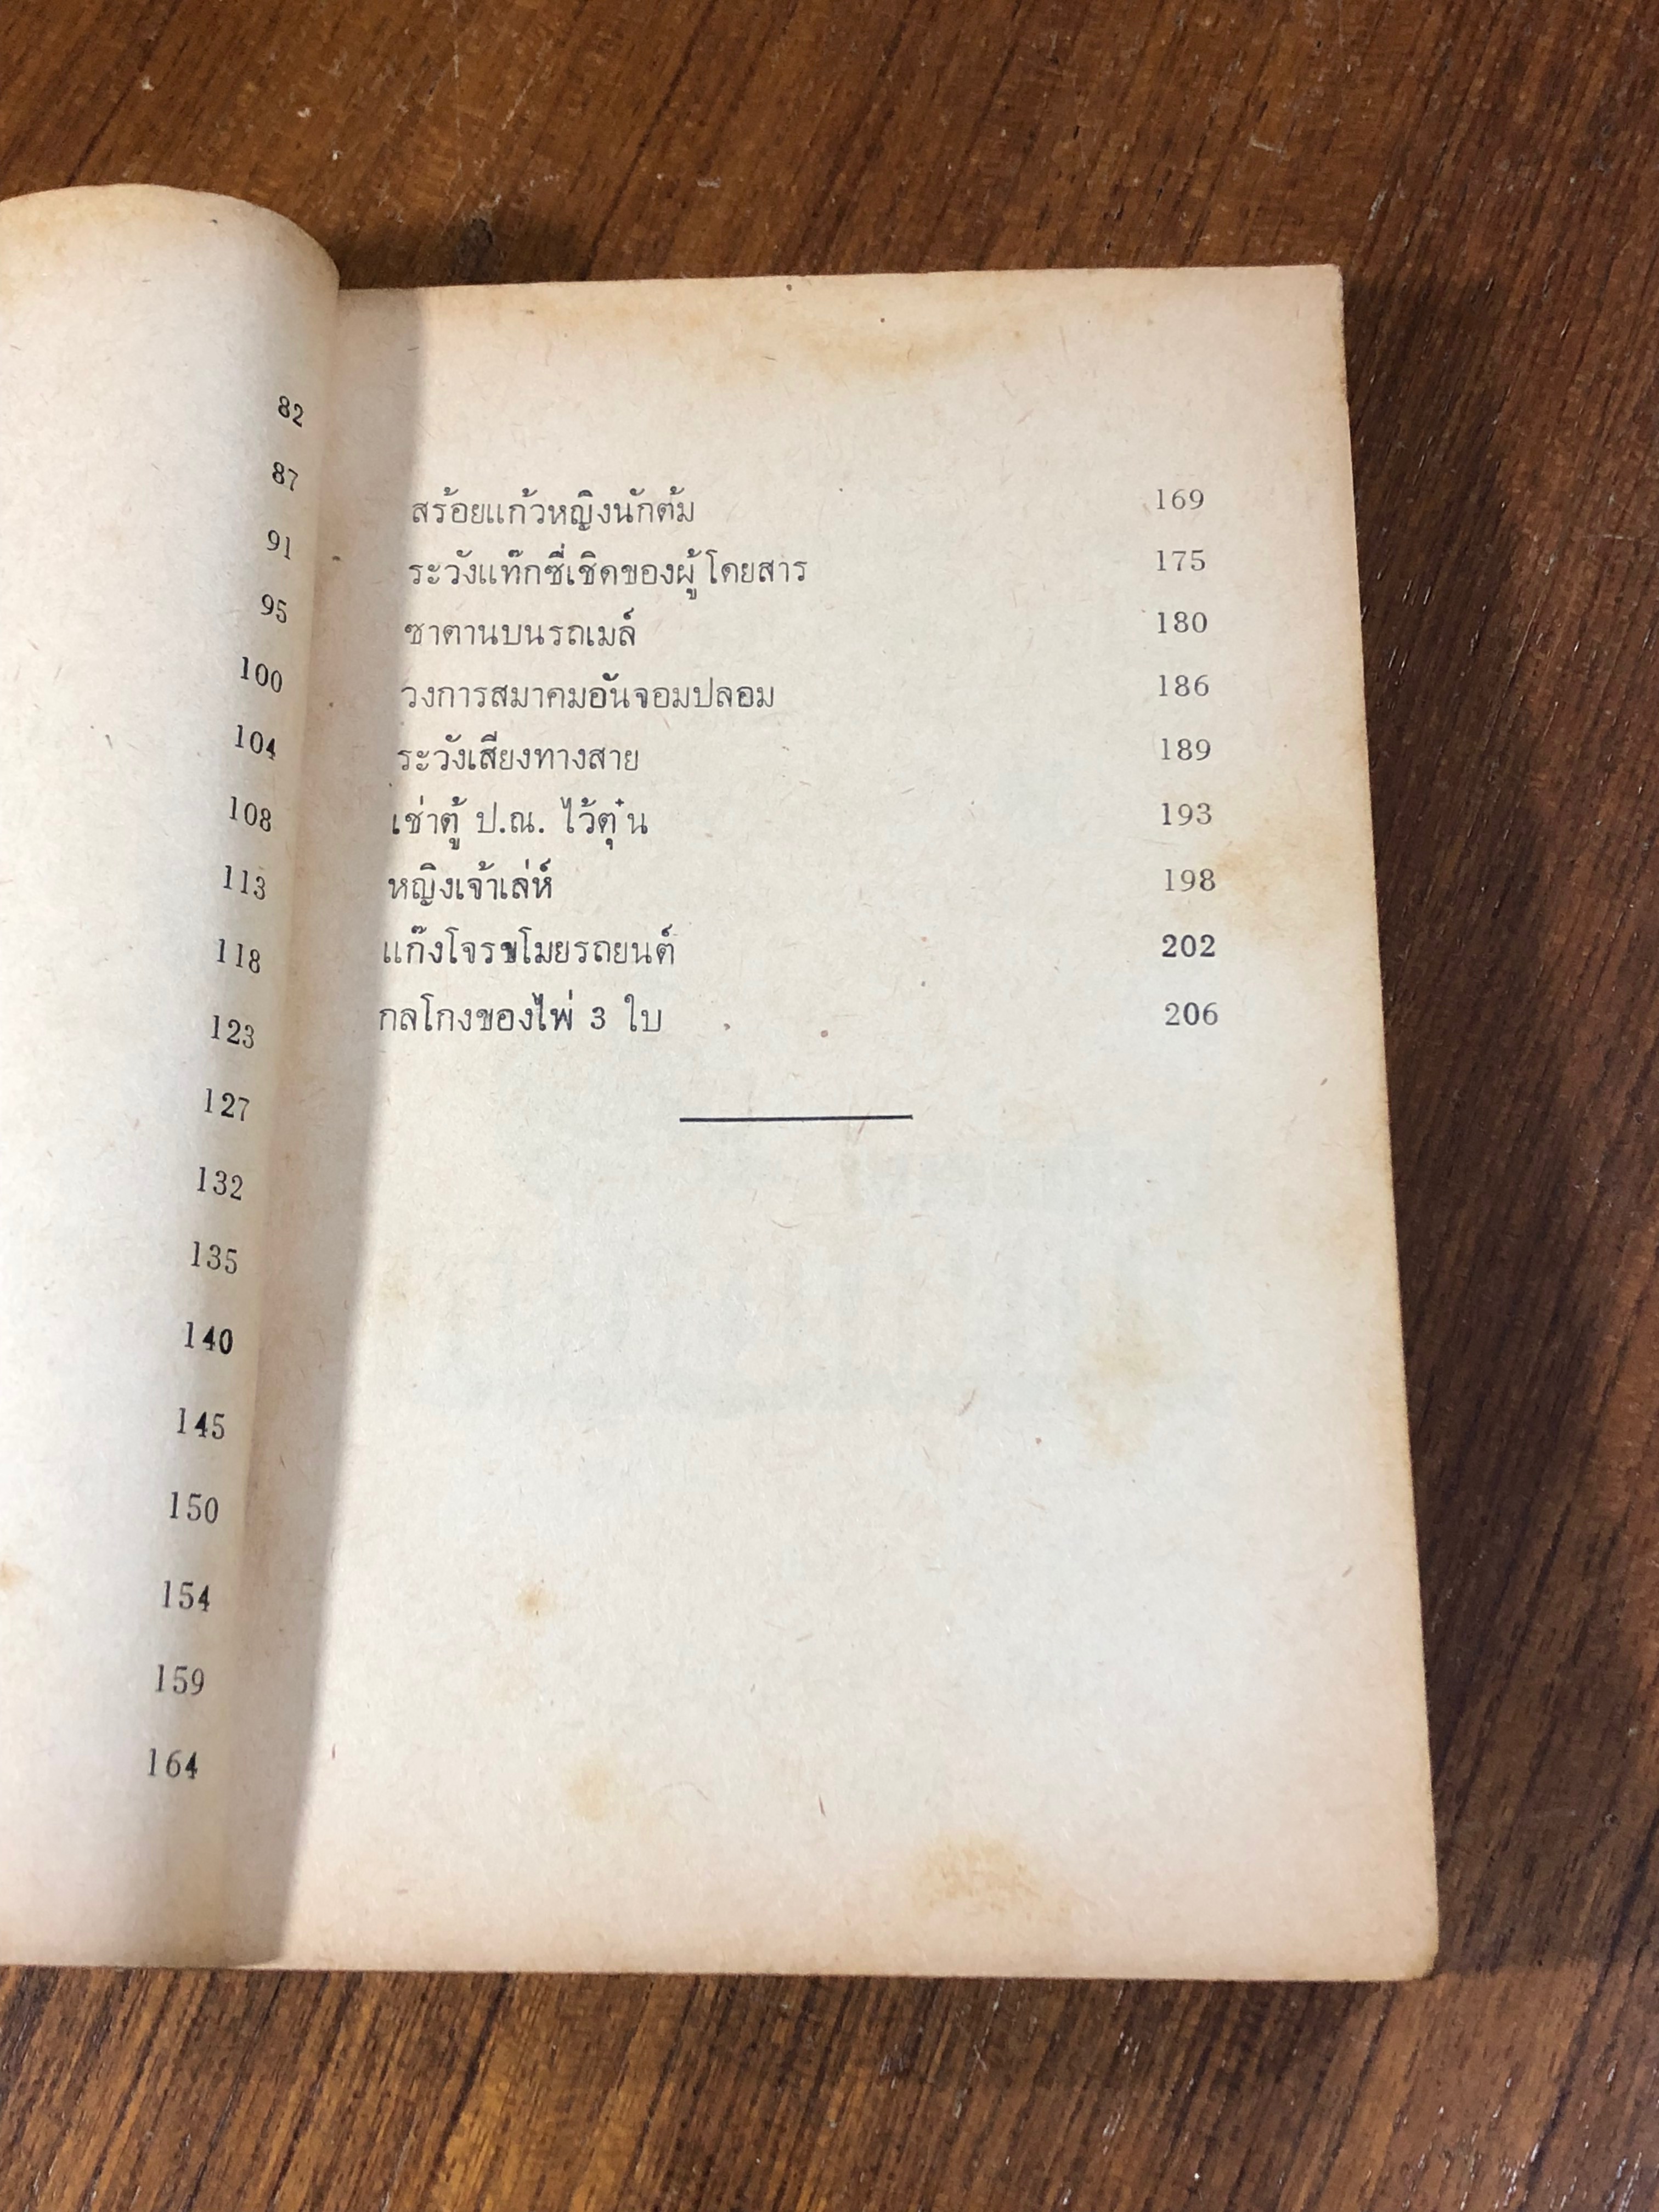 82
87
91
95
100
104
108
113
118
123
127
132
135
140
145
150
154
159
164
สร้อยแก้วหญิงนักต้ม 169
ระวังแท๊กซี่เชิดของผู้โดยสาร 175
ซาตานบนรถเมล์ 180
วงการสมาคมอันจอมปลอม 186
ระวังเสียงทางสาย 189
เช่าตู้ ป.ณ. ไว้ตุ๋น 193
หญิงเจ้าเล่ห์ 198
แก๊งโจรขโมยรถยนต์ 202
กลโกงของไพ่ 3 ใบ 206